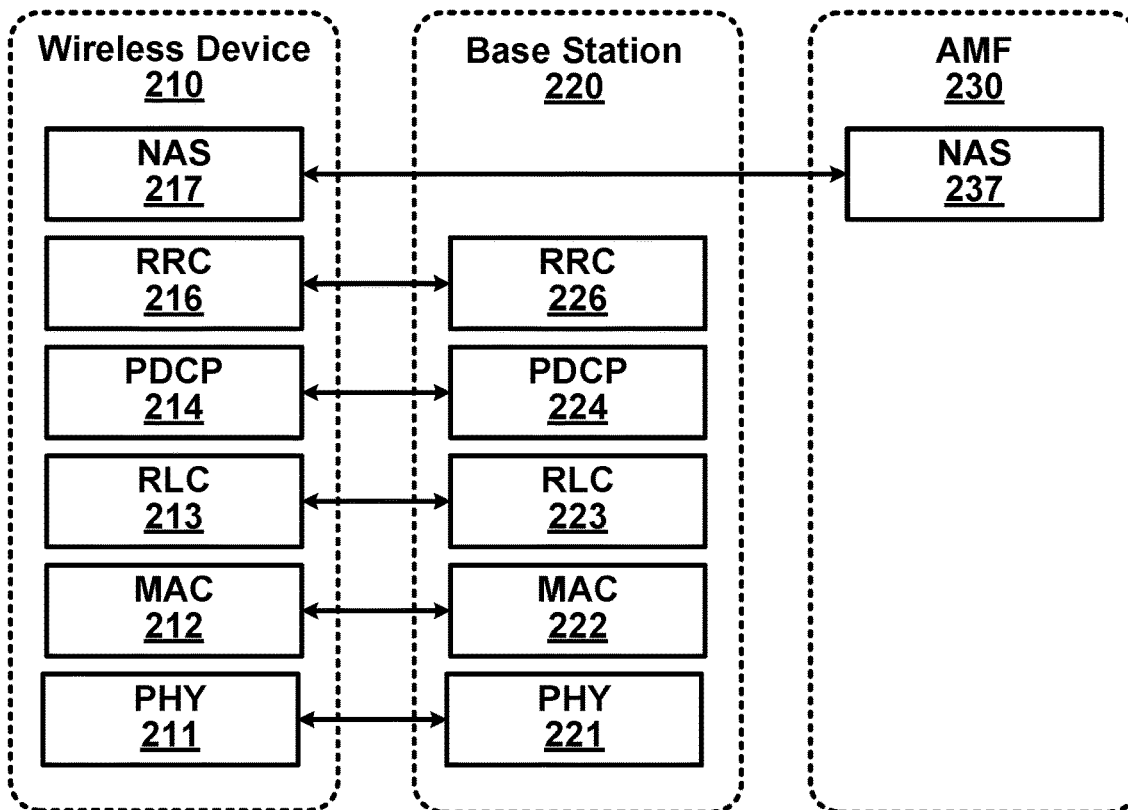 Wireless Device
210
Base Station
220
AMF
230
NAS
217
NAS
237
RRC
216
RRC
226
PDCP
214
PDCP
224
RLC
213
RLC
223
MAC
212
MAC
222
PHY
211
PHY
221